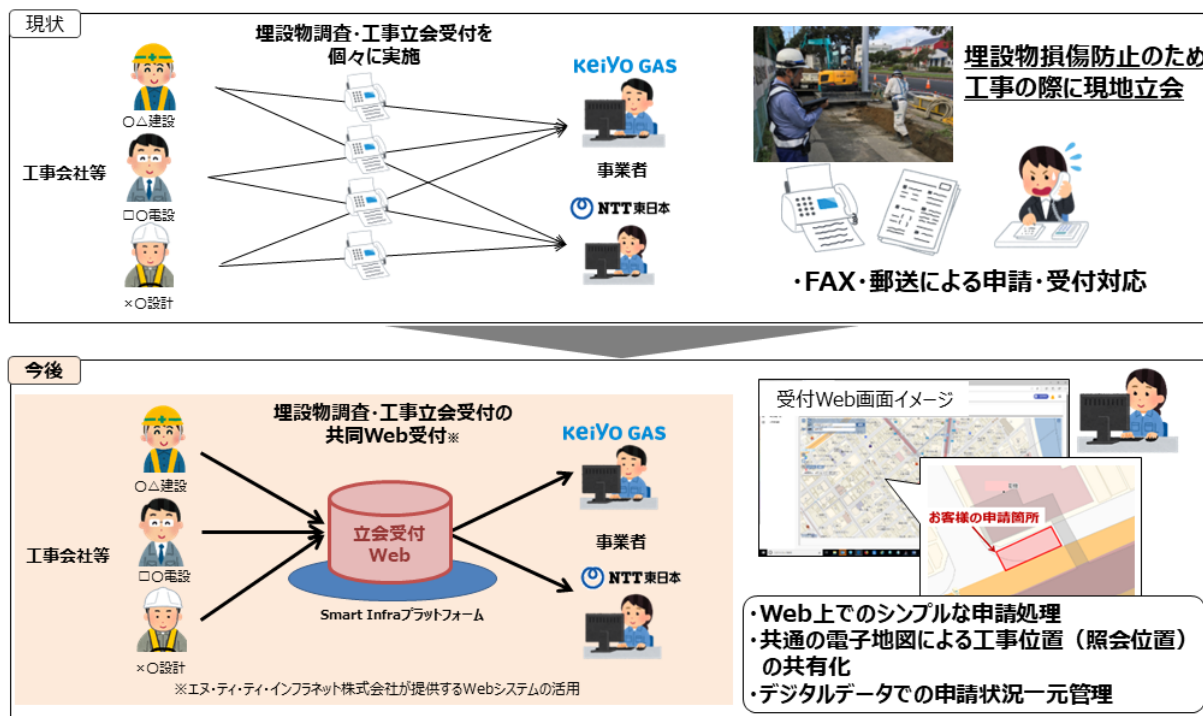 現状
埋設物調査・工事立会受付を
個々に実施
工事会社等
○△建設
□○電設
×○設計
KeiYO GAS
事業者
NTT東日本
埋設物損傷防止のため
工事の際に現地立会
・FAX・郵送による申請・受付対応
今後
埋設物調査・工事立会受付の
共同Web受付※
工事会社等
○△建設
□○電設
×○設計
立会受付
Web
Smart Infraプラットフォーム
KeiYO GAS
事業者
NTT東日本
※エヌ・ティ・ティ・インフラネット株式会社が提供するWebシステムの活用
受付Web画面イメージ
お客様の申請箇所
・Web上でのシンプルな申請処理
・共通の電子地図による工事位置（照会位置）
の共有化
・デジタルデータでの申請状況一元管理